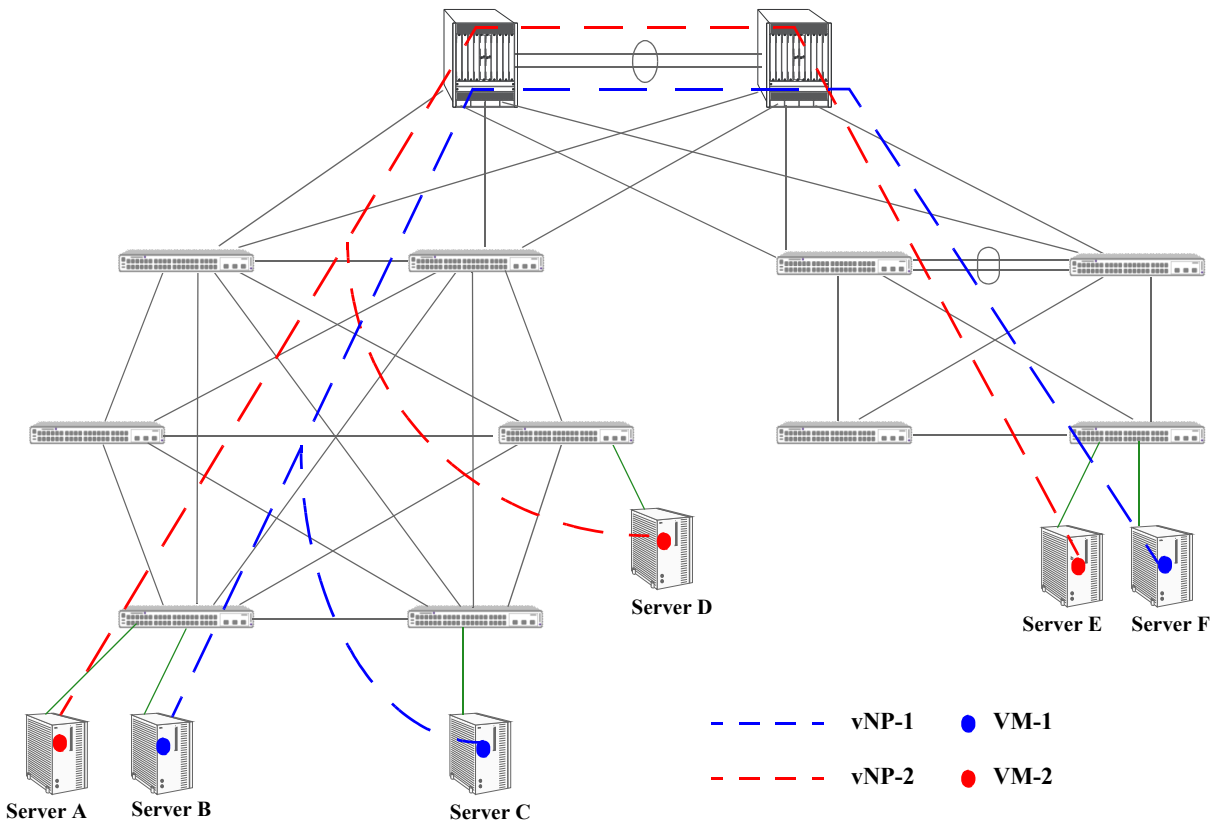 Server D
Server E
Server F
vNP-1
VM-1
vNP-2
VM-2
Server A
Server B
Server C